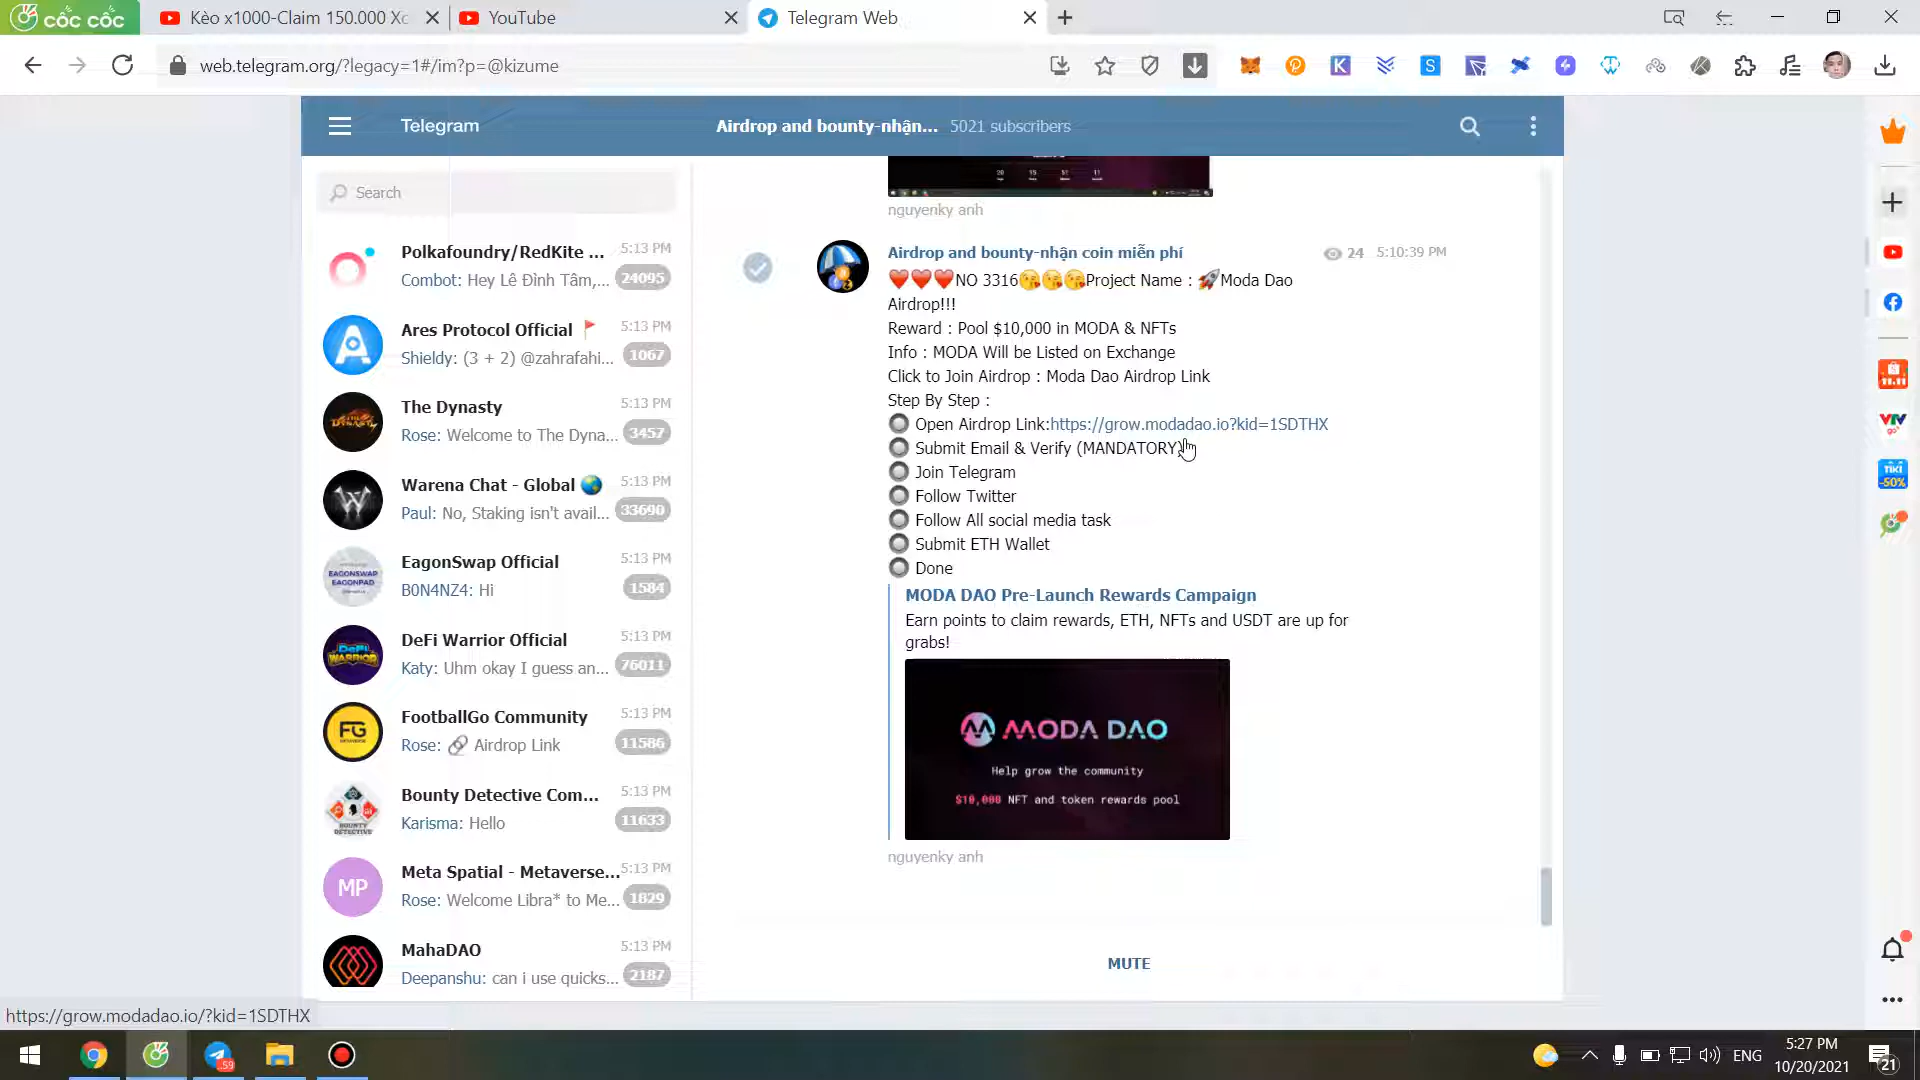 cốc cốc
Kèo x1000-Claim 150.000 Xc
YouTube
Telegram Web
web.telegram.org/?legacy=1#/im?p=@kizume
Telegram
Airdrop and bounty-nhận... 5021 subscribers
Search
Polkafoundry/RedKite ... 5:13 PM
Combot: Hey Lê Đình Tâm,... 24095
Ares Protocol Official 🚩 5:13 PM
Shieldy: (3 + 2) @zahrafahi... 1067
The Dynasty 5:13 PM
Rose: Welcome to The Dyna... 3457
Warena Chat - Global 🌏 5:13 PM
Paul: No, Staking isn't avail... 33690
EagonSwap Official 5:13 PM
B0N4NZ4: Hi 1584
DeFi Warrior Official 5:13 PM
Katy: Uhm okay I guess an... 76011
FootballGo Community 5:13 PM
Rose: 🔗 Airdrop Link 11586
Bounty Detective Com... 5:13 PM
Karisma: Hello 11633
MP
Meta Spatial - Metaverse... 5:13 PM
Rose: Welcome Libra* to Me... 1829
MahaDAO 5:13 PM
Deepanshu: can i use quicks... 2187
nguyenky anh
Airdrop and bounty-nhận coin miễn phí 24 5:10:39 PM
❤️❤️❤️NO 3316😘😘😘Project Name : 🚀Moda Dao
Airdrop!!!
Reward : Pool $10,000 in MODA & NFTs
Info : MODA Will be Listed on Exchange
Click to Join Airdrop : Moda Dao Airdrop Link
Step By Step :
🔘 Open Airdrop Link:https://grow.modadao.io?kid=1SDTHX
🔘 Submit Email & Verify (MANDATORY)
🔘 Join Telegram
🔘 Follow Twitter
🔘 Follow All social media task
🔘 Submit ETH Wallet
🔘 Done
MODA DAO Pre-Launch Rewards Campaign
Earn points to claim rewards, ETH, NFTs and USDT are up for
grabs!
MODA DAO
Help grow the community
$10,000 NFT and token rewards pool
nguyenky anh
MUTE
https://grow.modadao.io/?kid=1SDTHX
59
ENG
5:27 PM
10/20/2021
21